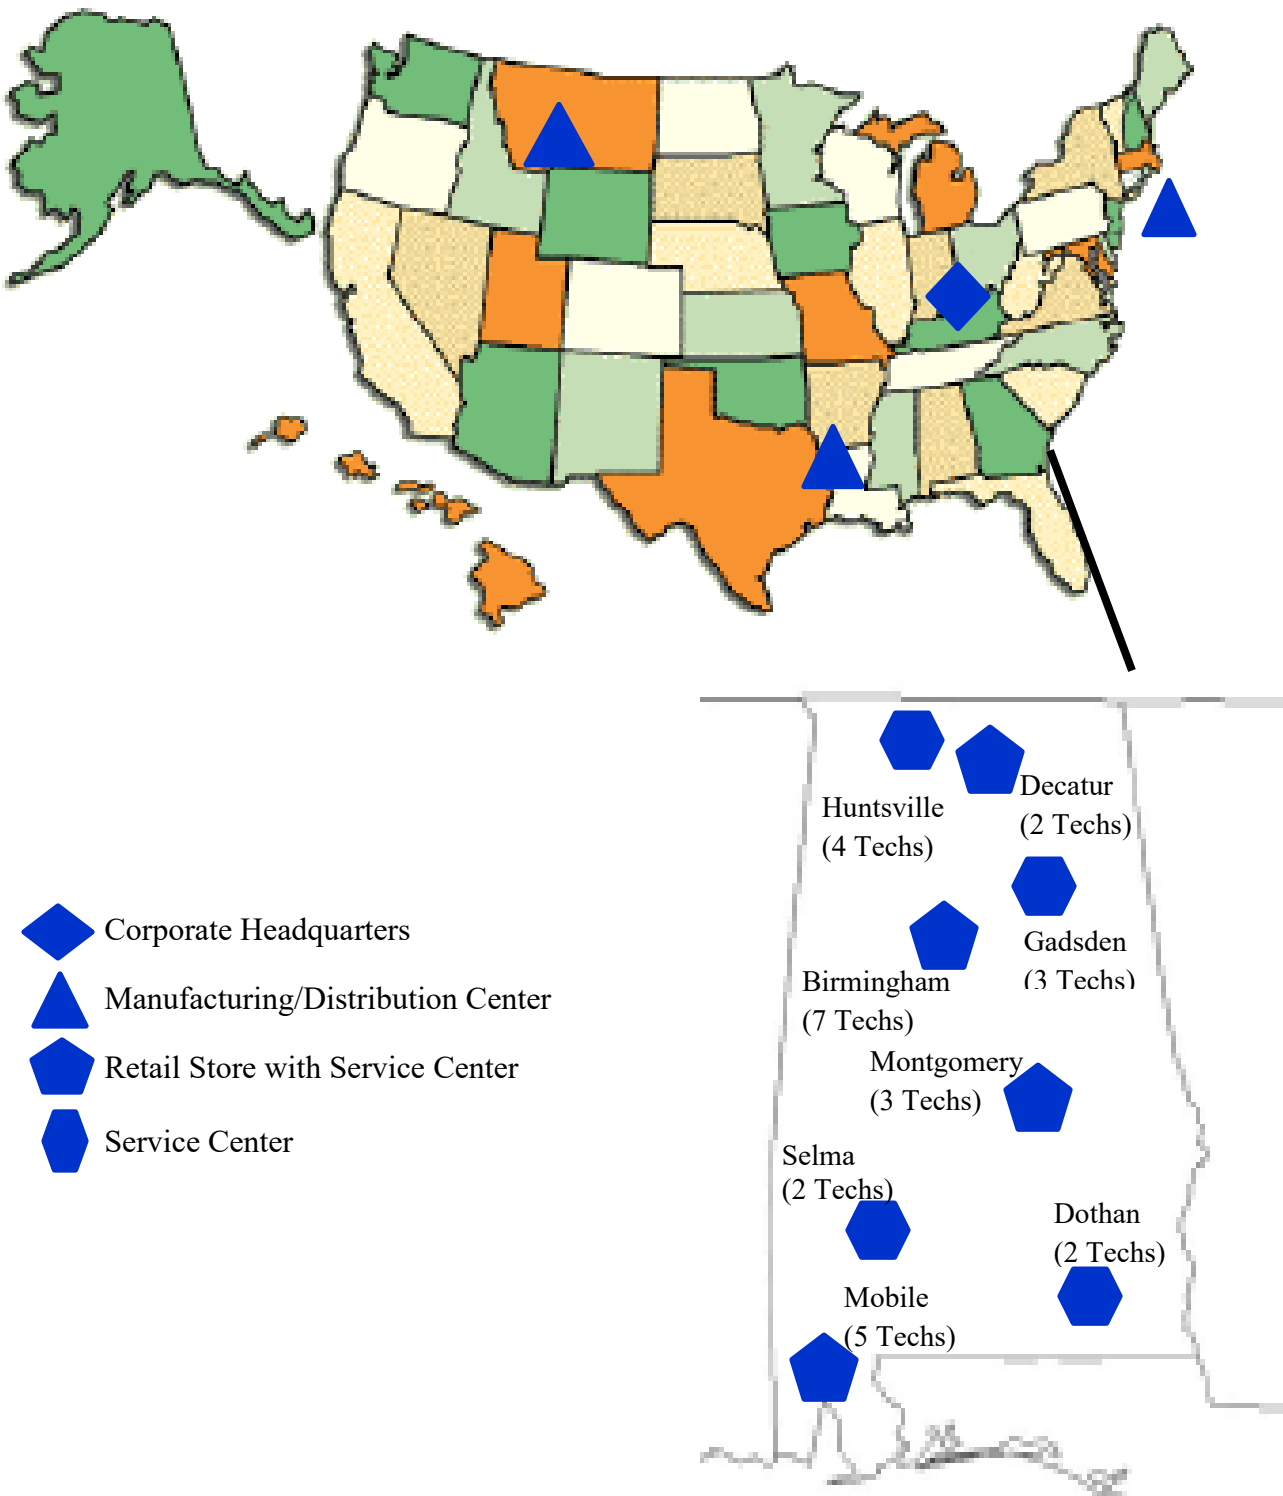 Huntsville
(4 Techs)
Decatur
(2 Techs)
Gadsden
(3 Techs)
Birmingham
(7 Techs)
Montgomery
(3 Techs)
Selma
(2 Techs)
Dothan
(2 Techs)
Mobile
(5 Techs)
Corporate Headquarters
Manufacturing/Distribution Center
Retail Store with Service Center
Service Center